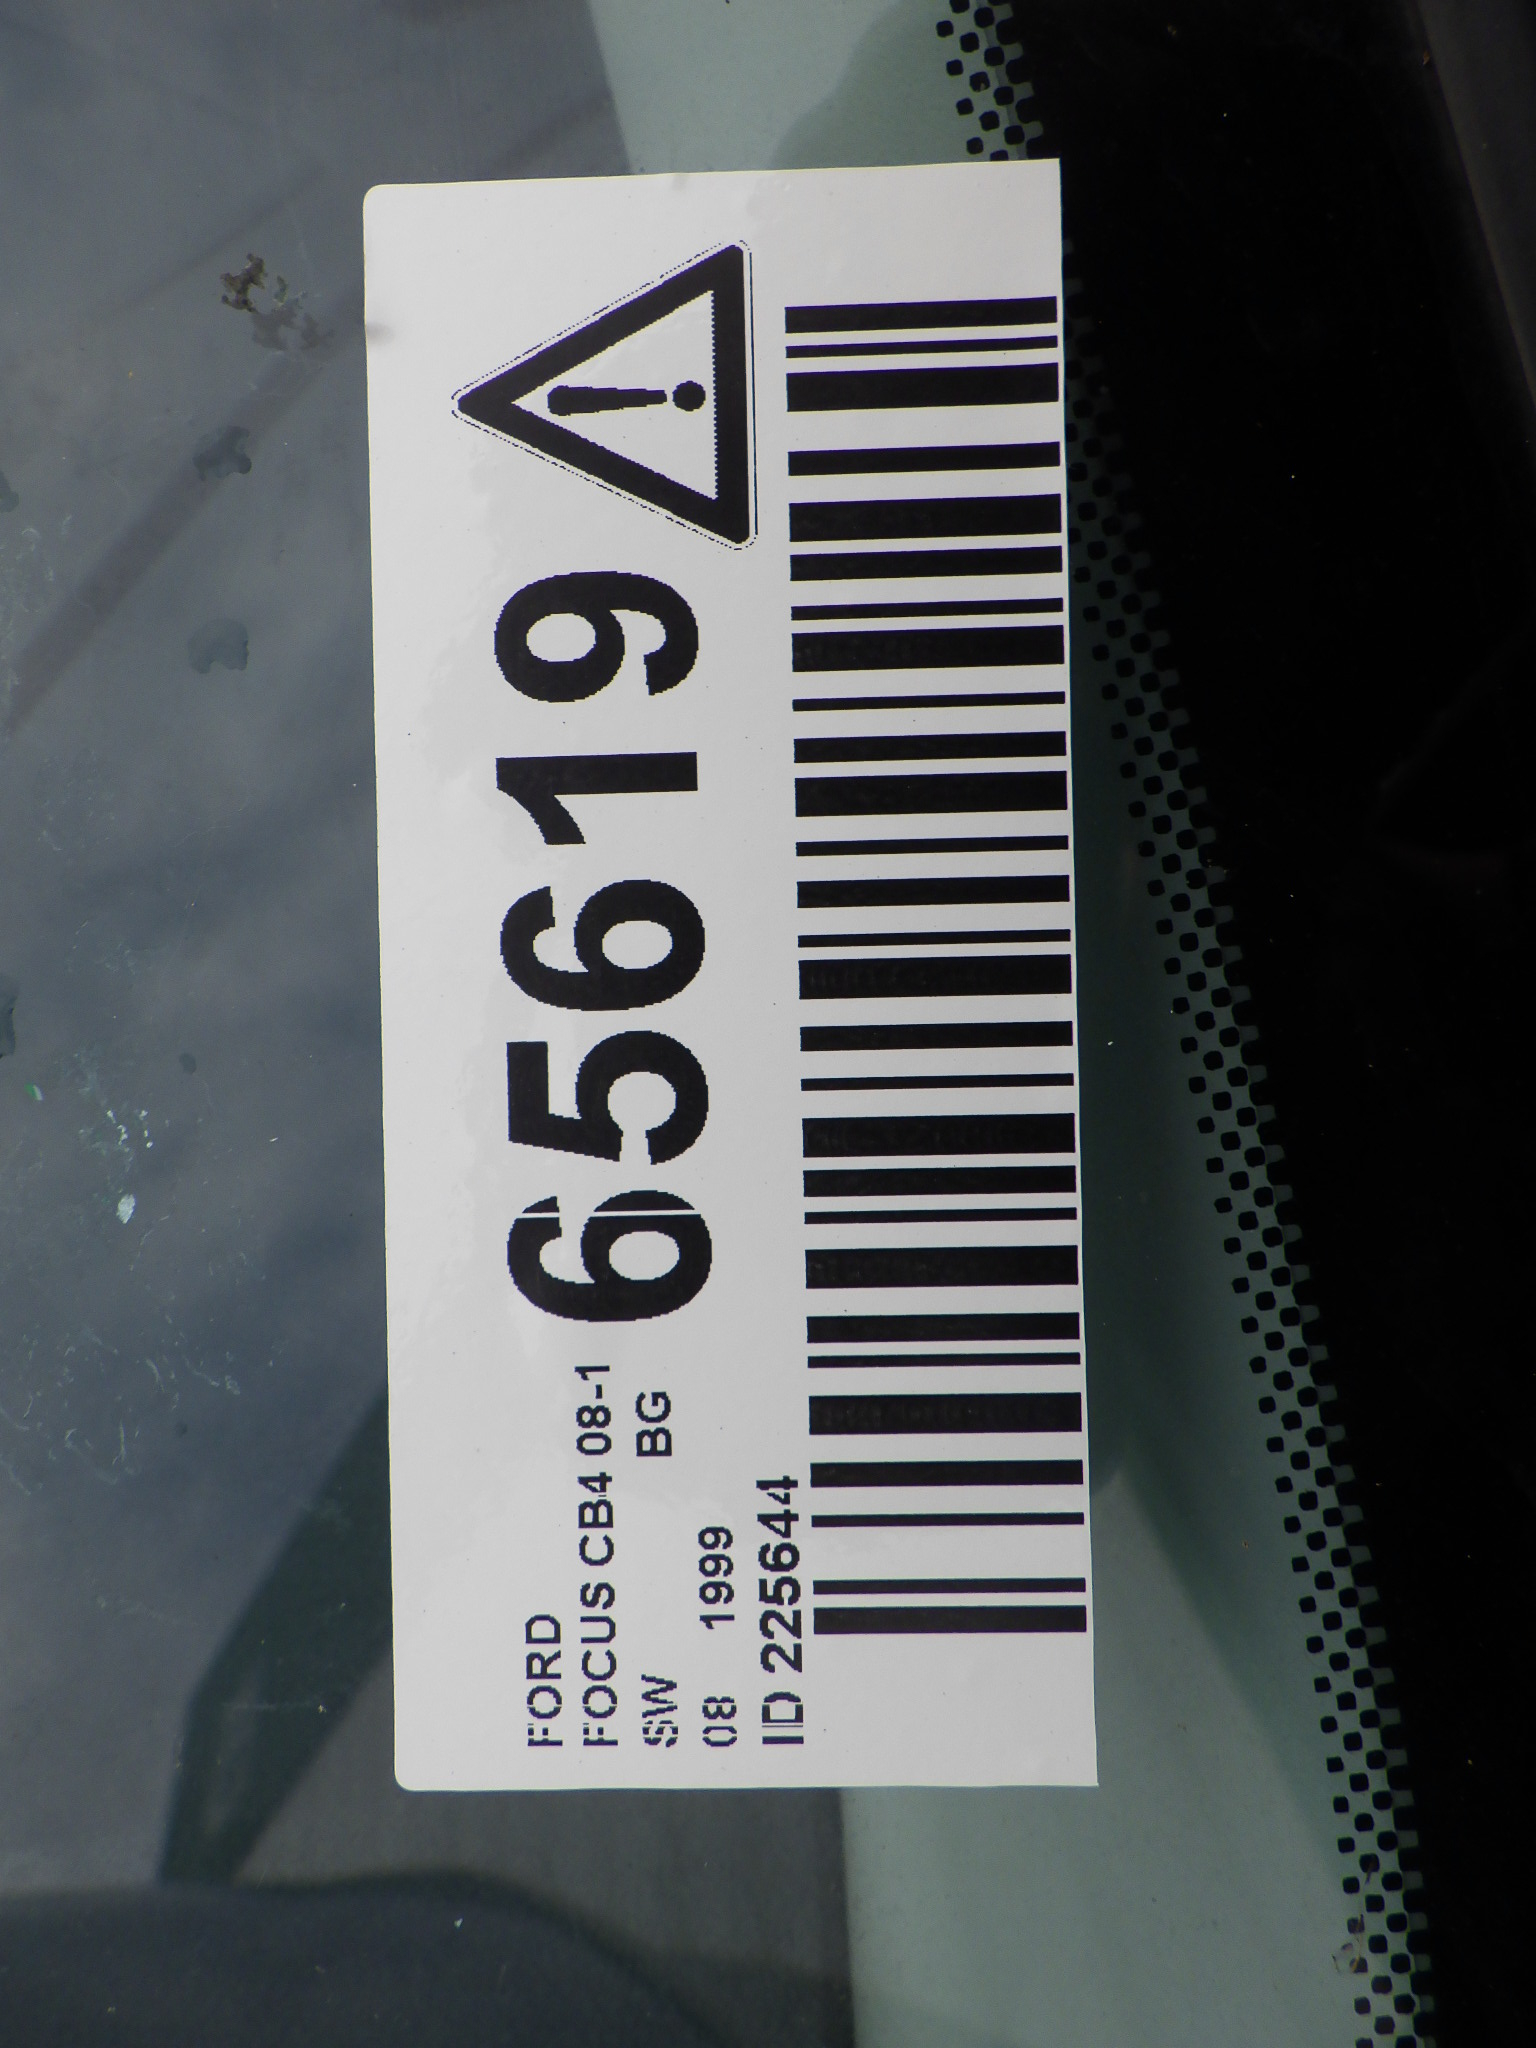 FORD
FOCUS CB4 08-1
SW BG
08 1999
ID 225644
65619